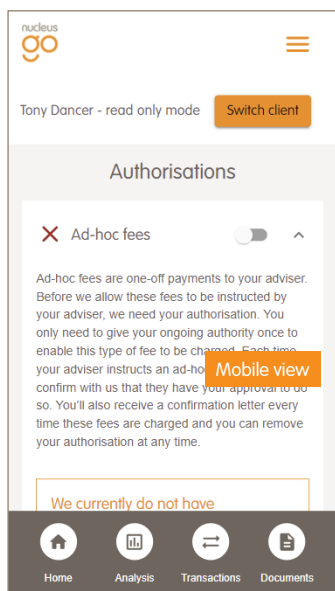 nucleus
go
Tony Dancer - read only mode
Switch client
Authorisations
Ad-hoc fees
Ad-hoc fees are one-off payments to your adviser.
Before we allow these fees to be instructed by
your adviser, we need your authorisation. You
only need to give your ongoing authority once to
enable this type of fee to be charged. Each time
your adviser instructs an ad-ho
Mobile view
confirm with us that they have your approval to do
so. You'll also receive a confirmation letter every
time these fees are charged and you can remove
your authorisation at any time.
We currently do not have
Home
Analysis
Transactions
Documents